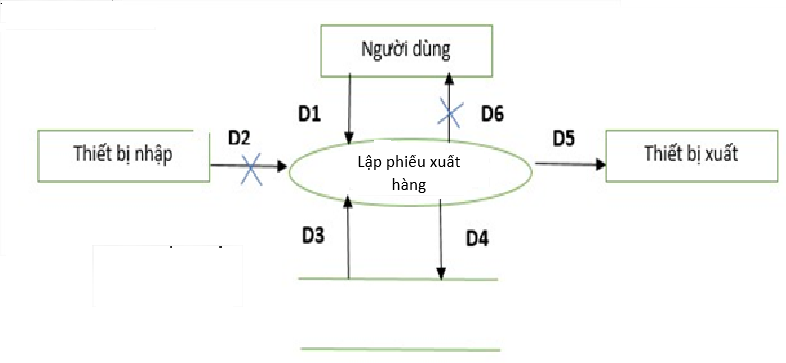 Người dùng
D1
D6
D2
D5
Thiết bị nhập
Lập phiếu xuất
hàng
Thiết bị xuất
D3
D4